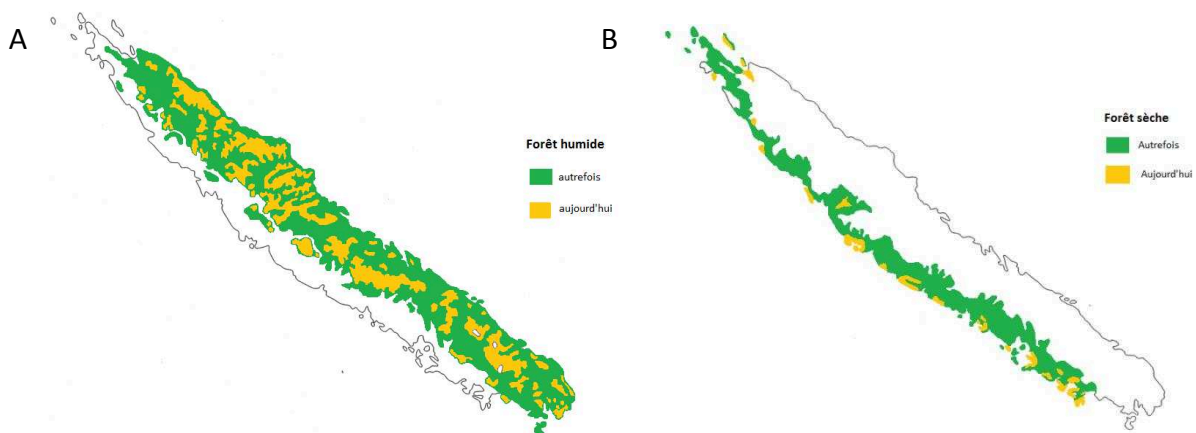 A
Forêt humide
autrefois
aujourd'hui
B
Forêt sèche
Autrefois
Aujourd'hui